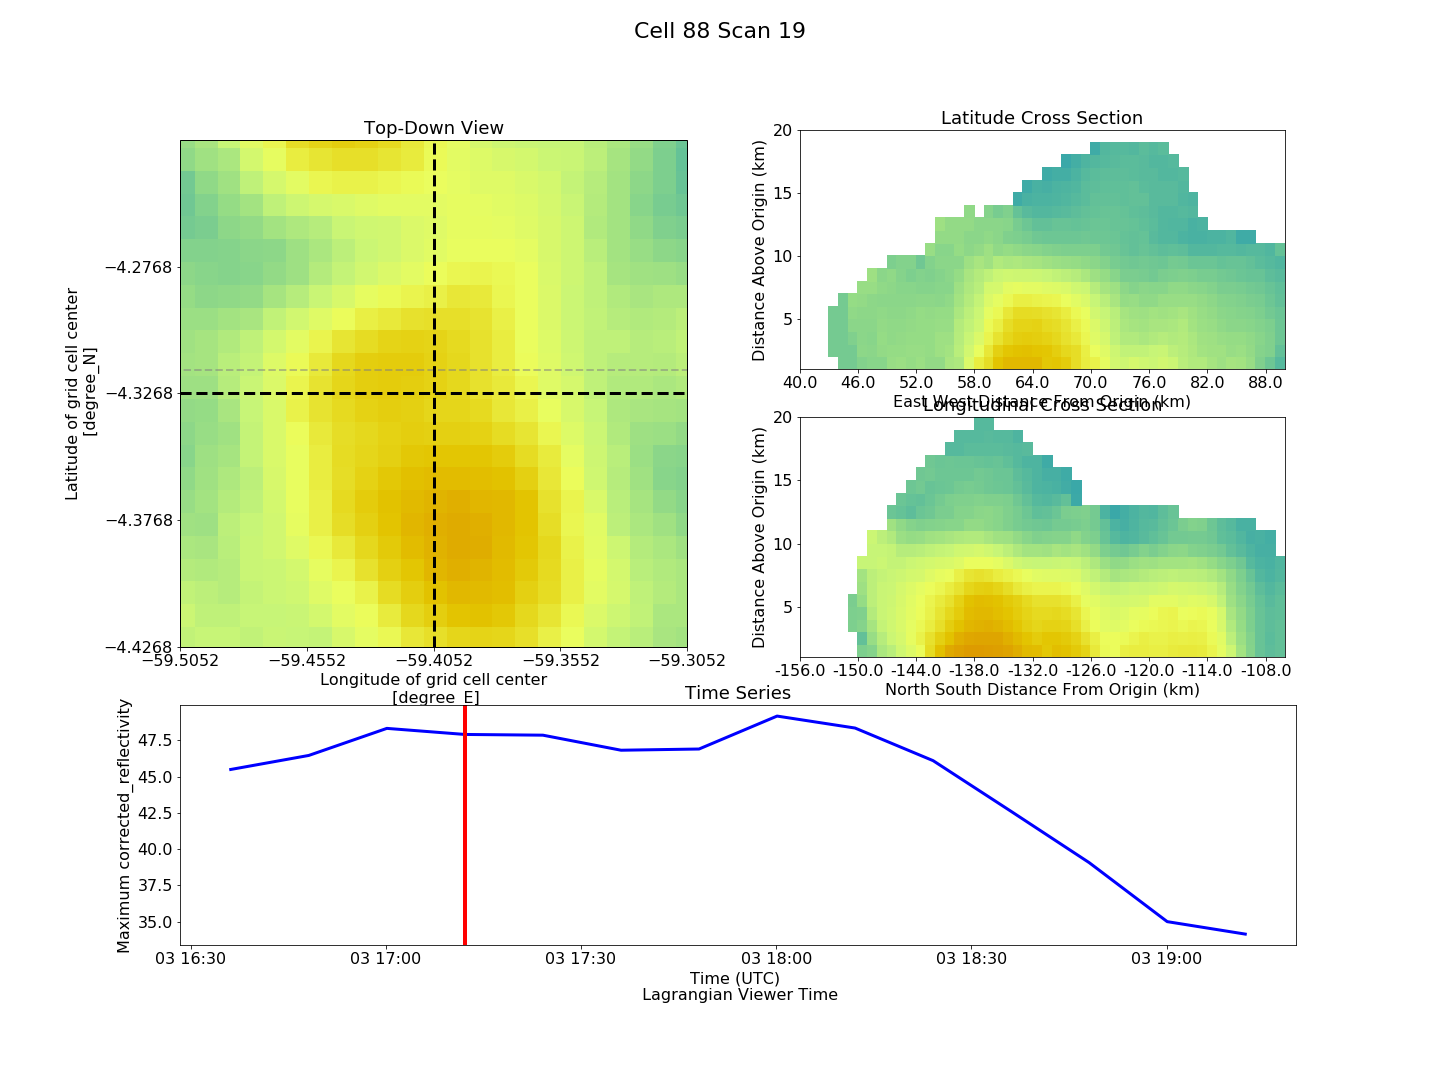 Cell 88 Scan 19
Top-Down View
Latitude of grid cell center
[degree_N]
−4.2768
−4.3268
−4.3768
−4.4268
−59.5052 −59.4552 −59.4052 −59.3552 −59.3052
Longitude of grid cell center
[degree_E]
Latitude Cross Section
Distance Above Origin (km)
20
15
10
5
40.0 46.0 52.0 58.0 64.0 70.0 76.0 82.0 88.0
East West Distance From Origin (km)
Longitudinal Cross Section
Distance Above Origin (km)
20
15
10
5
-156.0 -150.0 -144.0 -138.0 -132.0 -126.0 -120.0 -114.0 -108.0
North South Distance From Origin (km)
Time Series
Maximum corrected_reflectivity
47.5
45.0
42.5
40.0
37.5
35.0
03 16:30 03 17:00 03 17:30 03 18:00 03 18:30 03 19:00
Time (UTC)
Lagrangian Viewer Time